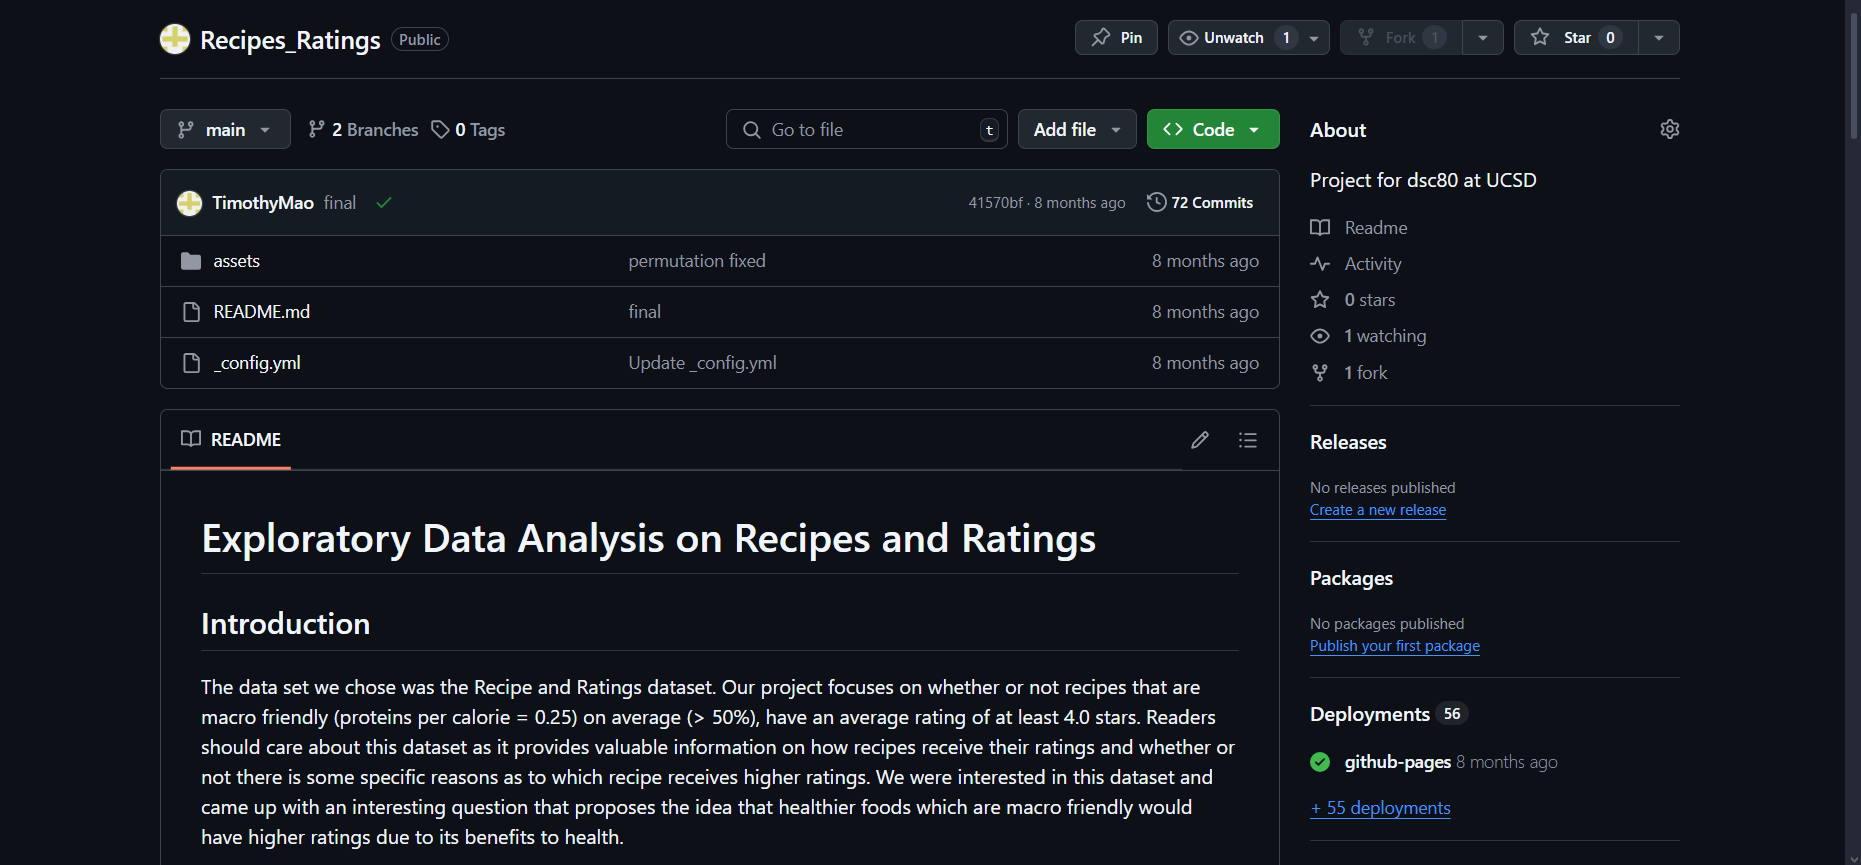 Recipes_Ratings Public
Pin
Unwatch 1
Fork 1
Star 0
main
2 Branches
0 Tags
Go to file t
Add file
Code
TimothyMao final
41570bf · 8 months ago
72 Commits
assets permutation fixed 8 months ago
README.md final 8 months ago
_config.yml Update _config.yml 8 months ago
README
Exploratory Data Analysis on Recipes and Ratings
Introduction
The data set we chose was the Recipe and Ratings dataset. Our project focuses on whether or not recipes that are
macro friendly (proteins per calorie = 0.25) on average (> 50%), have an average rating of at least 4.0 stars. Readers
should care about this dataset as it provides valuable information on how recipes receive their ratings and whether or
not there is some specific reasons as to which recipe receives higher ratings. We were interested in this dataset and
came up with an interesting question that proposes the idea that healthier foods which are macro friendly would
have higher ratings due to its benefits to health.
About
Project for dsc80 at UCSD
Readme
Activity
0 stars
1 watching
1 fork
Releases
No releases published
Create a new release
Packages
No packages published
Publish your first package
Deployments 56
github-pages 8 months ago
+ 55 deployments